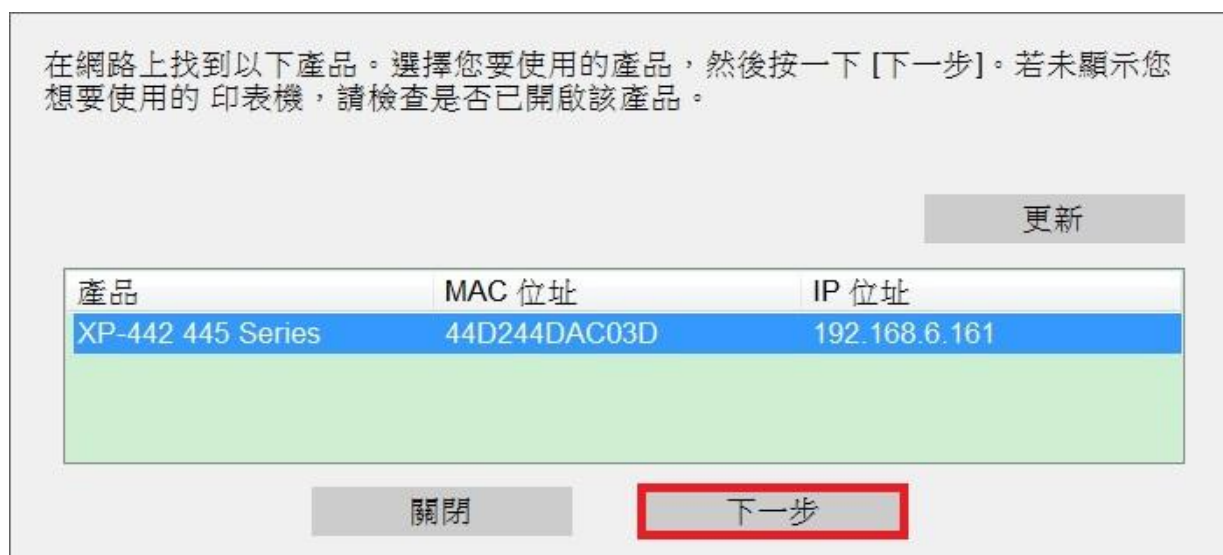 在網路上找到以下產品。選擇您要使用的產品，然後按一下 [下一步]。若未顯示您
想要使用的 印表機，請檢查是否已開啟該產品。
更新
產品 MAC 位址 IP 位址
XP-442 445 Series 44D244DAC03D 192.168.6.161
關閉 下一步